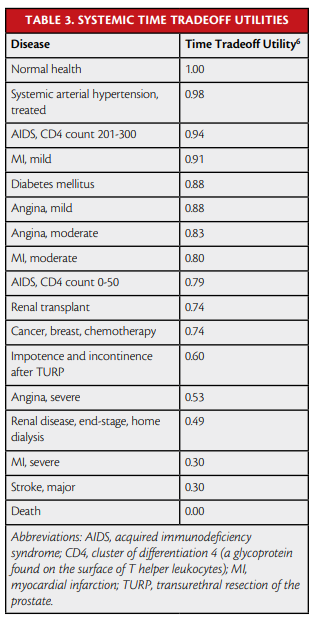 TABLE 3. SYSTEMIC TIME TRADEOFF UTILITIES
Disease Time Tradeoff Utility6
Normal health 1.00
Systemic arterial hypertension, treated 0.98
AIDS, CD4 count 201-300 0.94
MI, mild 0.91
Diabetes mellitus 0.88
Angina, mild 0.88
Angina, moderate 0.83
MI, moderate 0.80
AIDS, CD4 count 0-50 0.79
Renal transplant 0.74
Cancer, breast, chemotherapy 0.74
Impotence and incontinence after TURP 0.60
Angina, severe 0.53
Renal disease, end-stage, home dialysis 0.49
MI, severe 0.30
Stroke, major 0.30
Death 0.00
Abbreviations: AIDS, acquired immunodeficiency
syndrome; CD4, cluster of differentiation 4 (a glycoprotein
found on the surface of T helper leukocytes); MI,
myocardial infarction; TURP, transurethral resection of the
prostate.